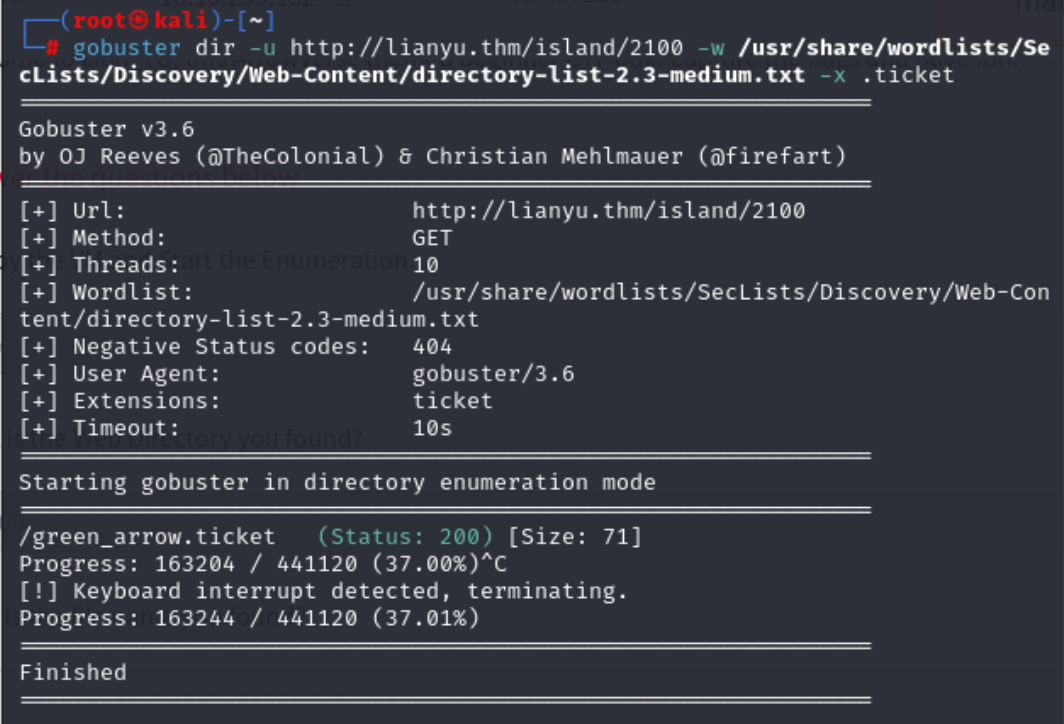 (root㉿kali)-[~]
# gobuster dir -u http://lianyu.thm/island/2100 -w /usr/share/wordlists/Se
cLists/Discovery/Web-Content/directory-list-2.3-medium.txt -x .ticket
Gobuster v3.6
by OJ Reeves (@TheColonial) & Christian Mehlmauer (@firefart)
[+] Url: http://lianyu.thm/island/2100
[+] Method: GET
[+] Threads: 10
[+] Wordlist: /usr/share/wordlists/SecLists/Discovery/Web-Con
tent/directory-list-2.3-medium.txt
[+] Negative Status codes: 404
[+] User Agent: gobuster/3.6
[+] Extensions: ticket
[+] Timeout: 10s
Starting gobuster in directory enumeration mode
/green_arrow.ticket (Status: 200) [Size: 71]
Progress: 163204 / 441120 (37.00%)^C
[!] Keyboard interrupt detected, terminating.
Progress: 163244 / 441120 (37.01%)
Finished